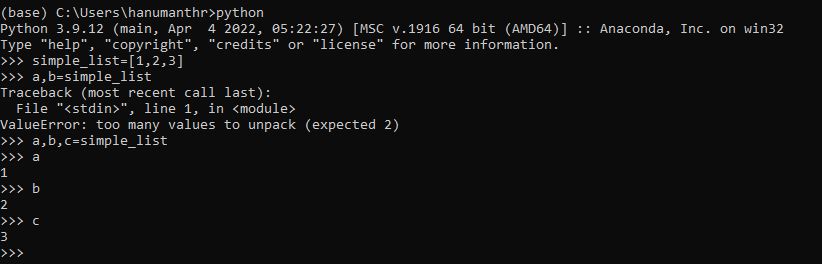 (base) C:\Users\hanumanthr>python
Python 3.9.12 (main, Apr  4 2022, 05:22:27) [MSC v.1916 64 bit (AMD64)] :: Anaconda, Inc. on win32
Type "help", "copyright", "credits" or "license" for more information.
>>> simple_list=[1,2,3]
>>> a,b=simple_list
Traceback (most recent call last):
  File "<stdin>", line 1, in <module>
ValueError: too many values to unpack (expected 2)
>>> a,b,c=simple_list
>>> a
1
>>> b
2
>>> c
3
>>>